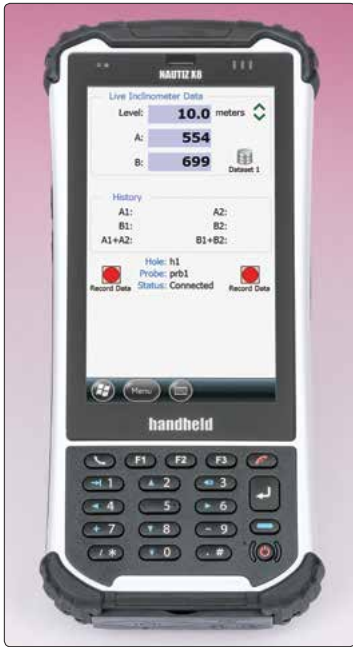 NAUTIZ X8
Live Inclinometer Data
Level: 10.0 meters
A: 554
B: 699
Dataset 1
History
A1: A2:
B1: B2:
A1+A2: B1+B2:
Hole: h1
Probe: prb1
Record Data Status: Connected Record Data
Menu
handheld
F1 F2 F3
1 2 3
4 5 6
+ 7 8 - 9
/ * 0 . #